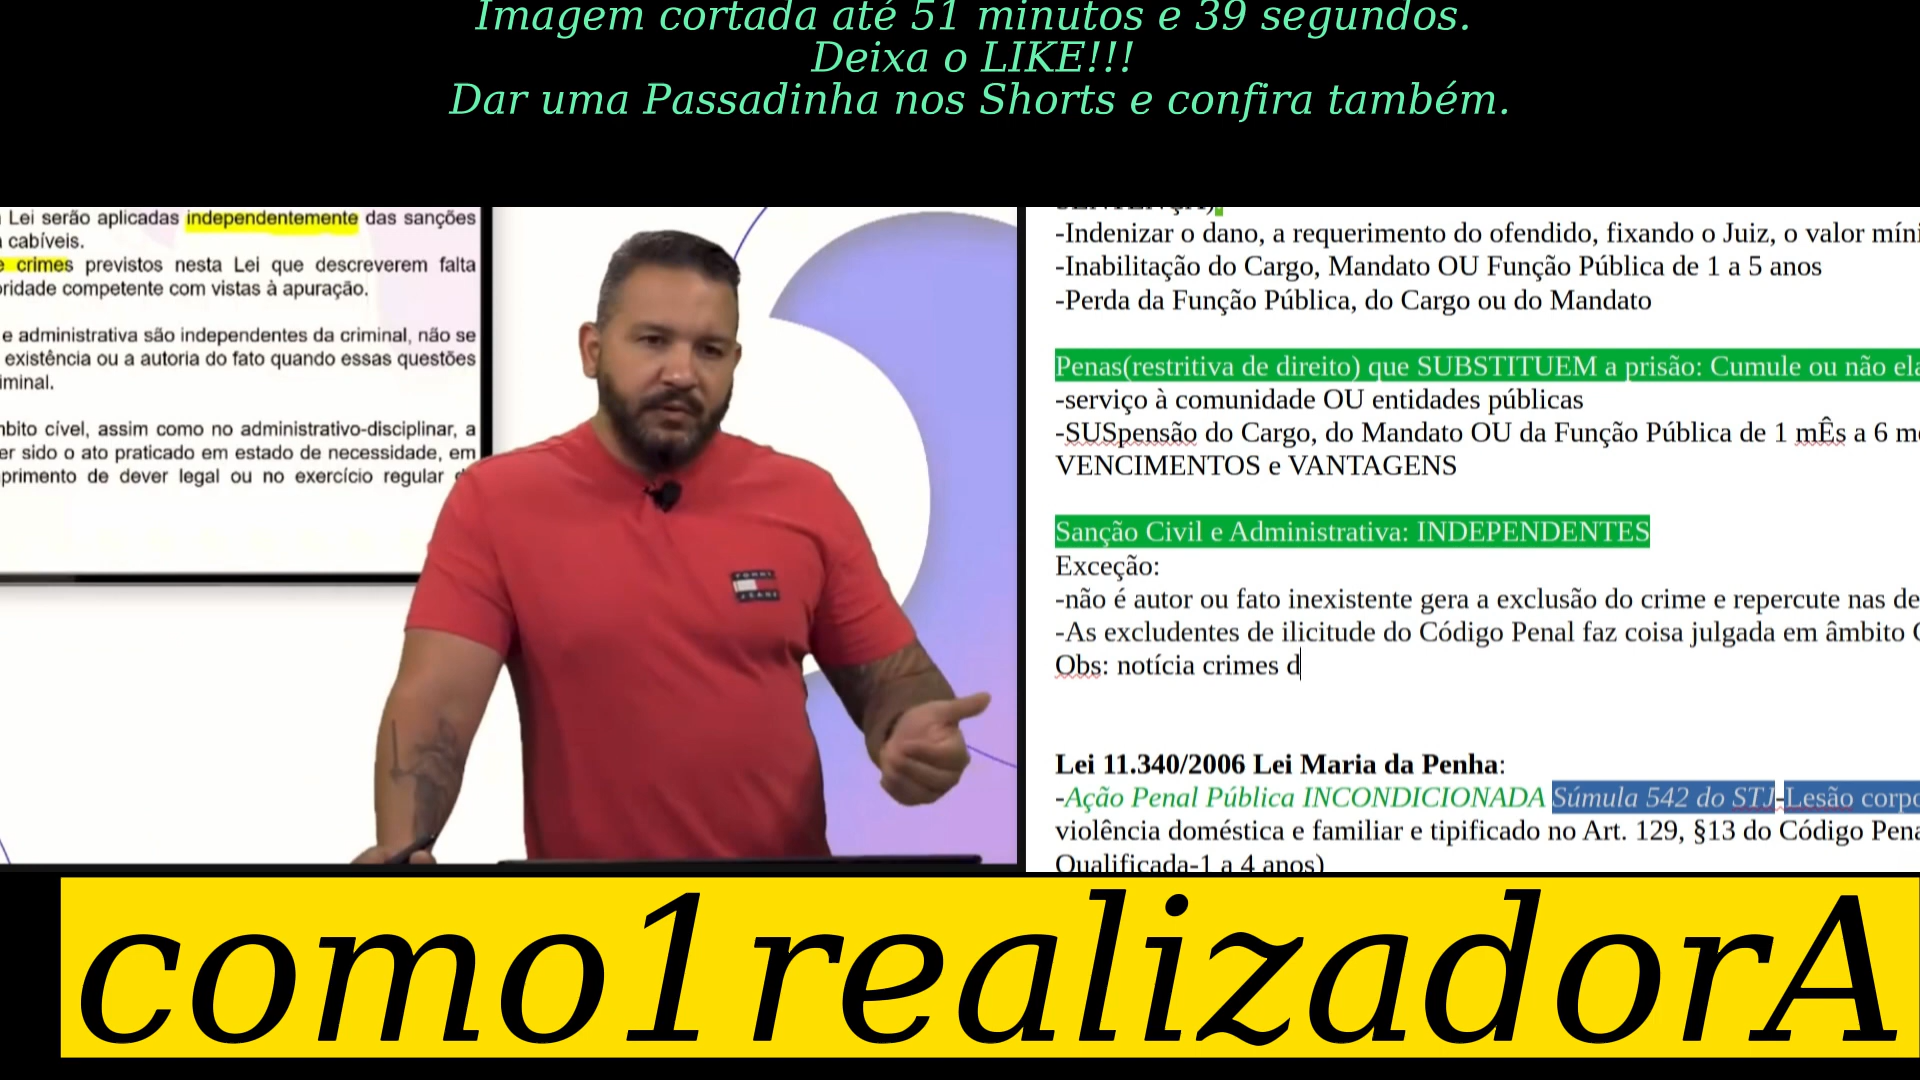 Imagem cortada até 51 minutos e 39 segundos.
Deixa o LIKE!!!
Dar uma Passadinha nos Shorts e confira também.
Lei serão aplicadas independentemente das sanções
cabíveis.
crimes previstos nesta Lei que descreverem falta
competente com vistas à apuração.
e administrativa são independentes da criminal, não se
existência ou a autoria do fato quando essas questões
cível, assim como no administrativo-disciplinar, a
sido o ato praticado em estado de necessidade, em
de dever legal ou no exercício regular
TOMMY
JEANS
-Indenizar o dano, a requerimento do ofendido, fixando o Juiz, o valor
-Inabilitação do Cargo, Mandato OU Função Pública de 1 a 5 anos
-Perda da Função Pública, do Cargo ou do Mandato
Penas(restritiva de direito) que SUBSTITUEM a prisão: Cumule ou não
-serviço à comunidade OU entidades públicas
-SUSpensão do Cargo, do Mandato OU da Função Pública de 1 mÊs a 6
VENCIMENTOS e VANTAGENS
Sanção Civil e Administrativa: INDEPENDENTES
Exceção:
-não é autor ou fato inexistente gera a exclusão do crime e repercute nas
-As excludentes de ilicitude do Código Penal faz coisa julgada em âmbito
Obs: notícia crimes d
Lei 11.340/2006 Lei Maria da Penha:
-Ação Penal Pública INCONDICIONADA Súmula 542 do STJ-Lesão
violência doméstica e familiar e tipificado no Art. 129, §13 do Código
Qualificada-1 a 4 anos)
como1realizadorA